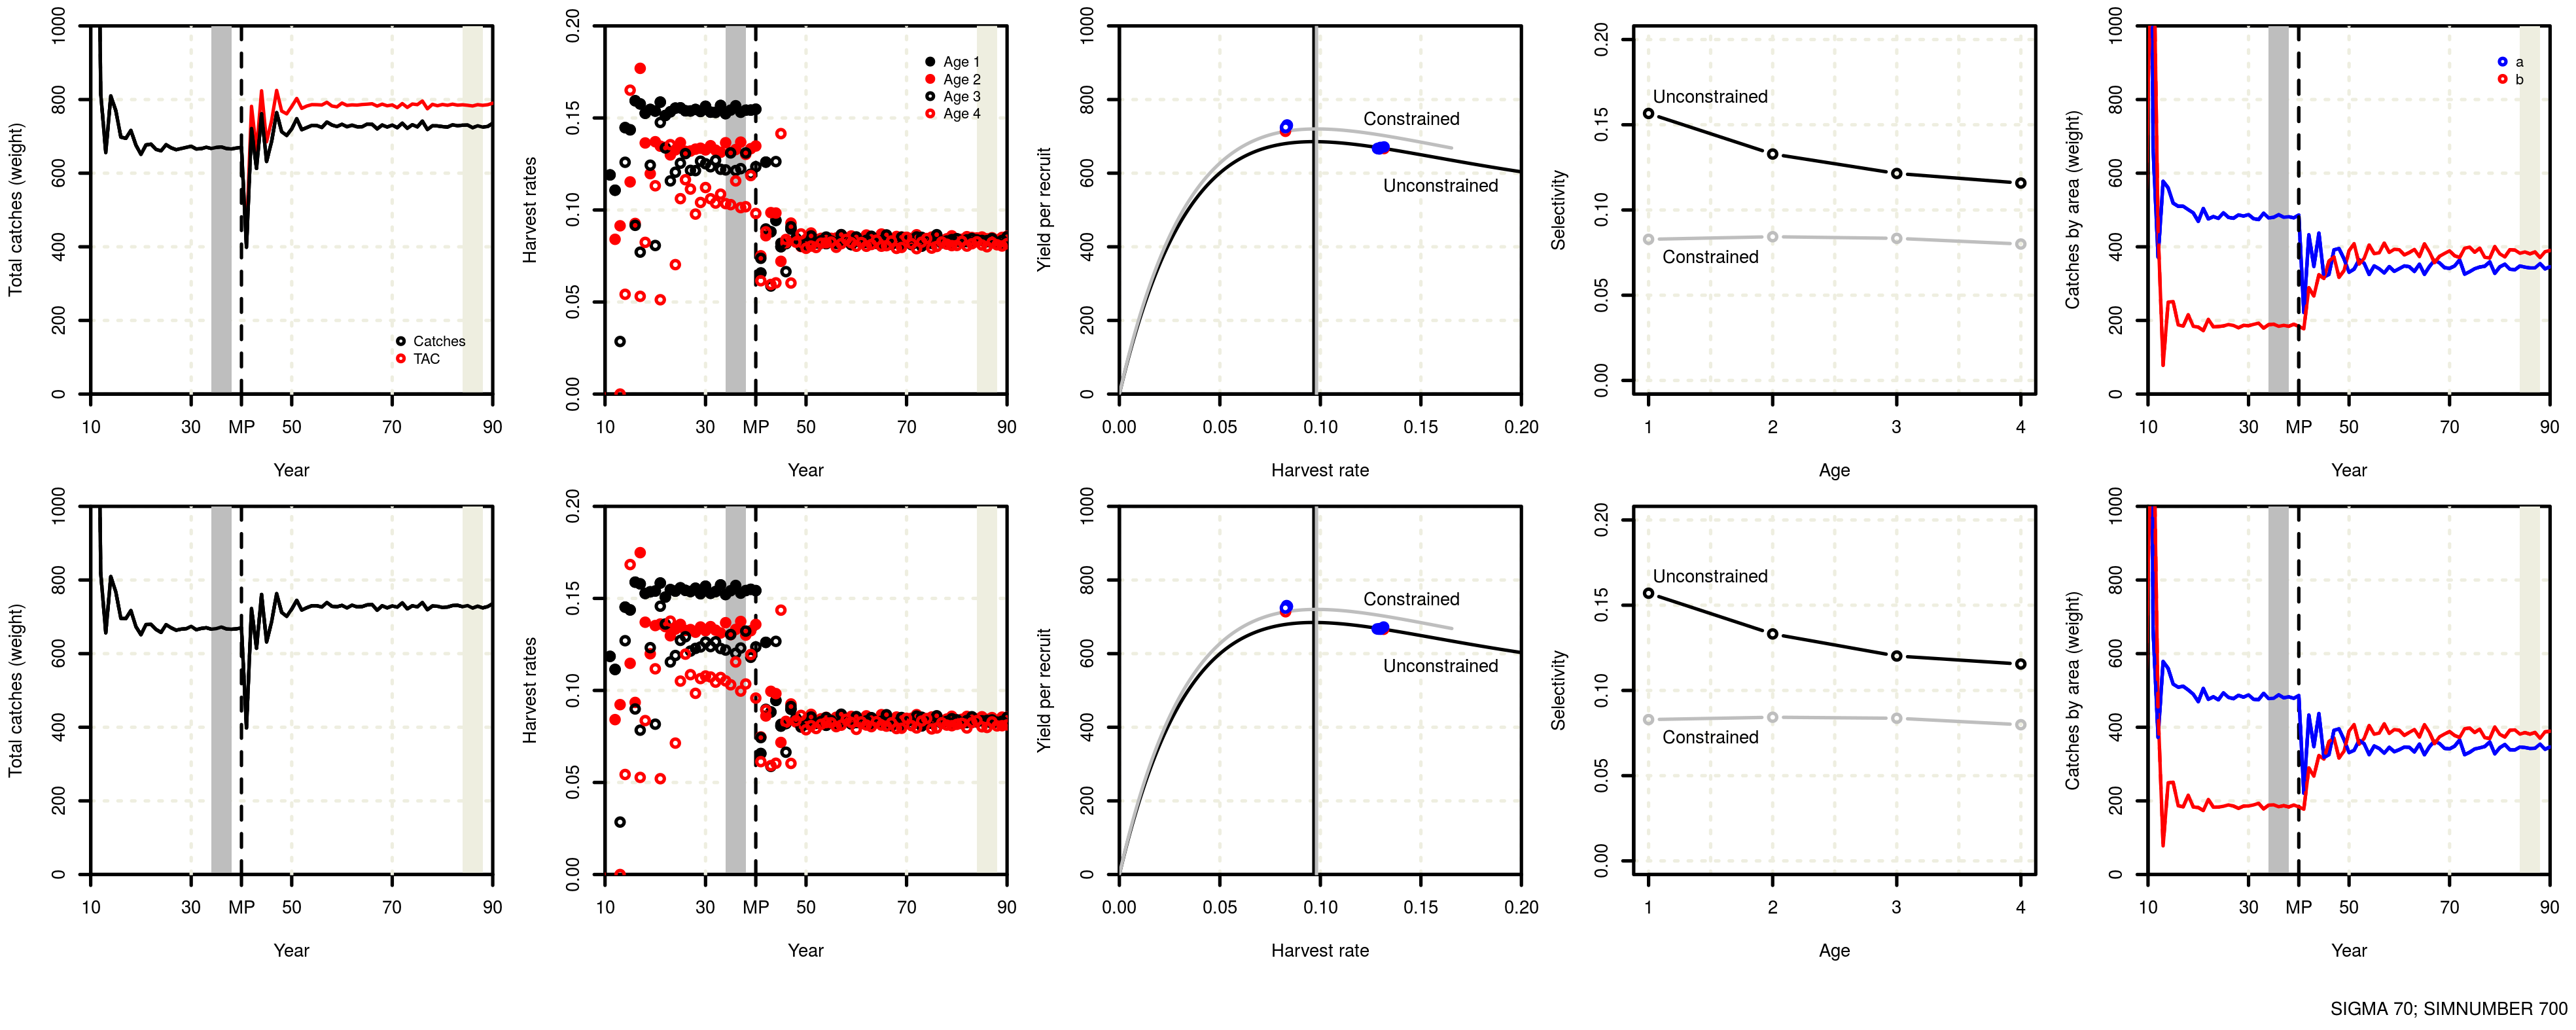 Total catches (weight)
0 200 400 600 800 1000
Catches
TAC
10 30 MP 50 70 90
Year
Harvest rates
0.00 0.05 0.10 0.15 0.20
Age 1
Age 2
Age 3
Age 4
10 30 MP 50 70 90
Year
Yield per recruit
0 200 400 600 800 1000
Constrained
Unconstrained
0.00 0.05 0.10 0.15 0.20
Harvest rate
Selectivity
0.00 0.05 0.10 0.15 0.20
Unconstrained
Constrained
1 2 3 4
Age
Catches by area (weight)
0 200 400 600 800 1000
a
b
10 30 MP 50 70 90
Year
Total catches (weight)
0 200 400 600 800 1000
10 30 MP 50 70 90
Year
Harvest rates
0.00 0.05 0.10 0.15 0.20
10 30 MP 50 70 90
Year
Yield per recruit
0 200 400 600 800 1000
Constrained
Unconstrained
0.00 0.05 0.10 0.15 0.20
Harvest rate
Selectivity
0.00 0.05 0.10 0.15 0.20
Unconstrained
Constrained
1 2 3 4
Age
Catches by area (weight)
0 200 400 600 800 1000
10 30 MP 50 70 90
Year
SIGMA 70; SIMNUMBER 700